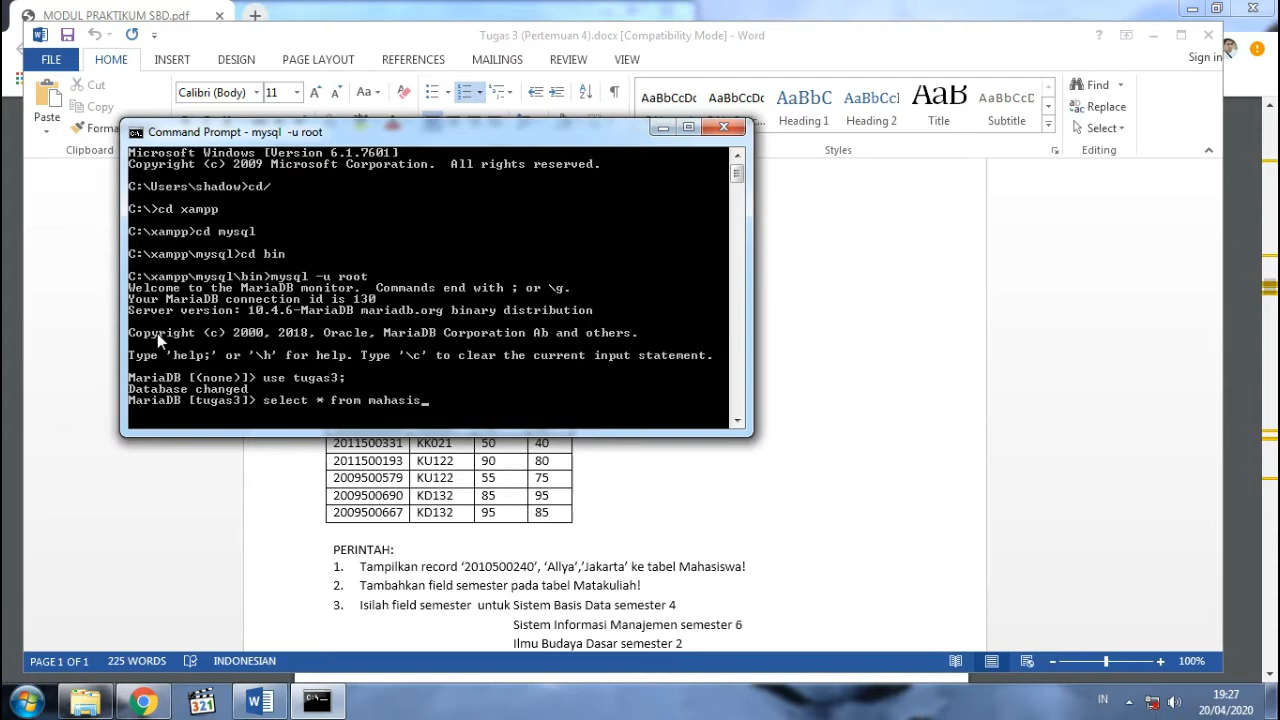 MODUL PRAKTIKUM SBD.pdf
Tugas 3 (Pertemuan 4).docx [Compatibility Mode] - Word
FILE HOME INSERT DESIGN PAGE LAYOUT REFERENCES MAILINGS REVIEW VIEW Sign in
Cut
Copy
Paste
Clipboard
Calibri (Body) 11
AaBbCcDc AaBbCcDc AaBbC AaBbCc AaB AaBbCcD
Heading 1 Heading 2 Title Subtitle
Styles
Find
Replace
Select
Editing
Command Prompt - mysql -u root
Microsoft Windows [Version 6.1.7601]
Copyright (c) 2009 Microsoft Corporation. All rights reserved.
C:\Users\shadow>cd/
C:\>cd xampp
C:\xampp>cd mysql
C:\xampp\mysql>cd bin
C:\xampp\mysql\bin>mysql -u root
Welcome to the MariaDB monitor. Commands end with ; or \g.
Your MariaDB connection id is 130
Server version: 10.4.6-MariaDB mariadb.org binary distribution
Copyright (c) 2000, 2018, Oracle, MariaDB Corporation Ab and others.
Type 'help;' or '\h' for help. Type '\c' to clear the current input statement.
MariaDB [(none)]> use tugas3;
Database changed
MariaDB [tugas3]> select * from mahasis_
2011500331 KK021 50 40
2011500193 KU122 90 80
2009500579 KU122 55 75
2009500690 KD132 85 95
2009500667 KD132 95 85
PERINTAH:
1. Tampilkan record ‘2010500240’, ‘Allya’,’Jakarta’ ke tabel Mahasiswa!
2. Tambahkan field semester pada tabel Matakuliah!
3. Isilah field semester untuk Sistem Basis Data semester 4
Sistem Informasi Manajemen semester 6
Ilmu Budaya Dasar semester 2
PAGE 1 OF 1 225 WORDS INDONESIAN 100%
321
IN
19:27
20/04/2020